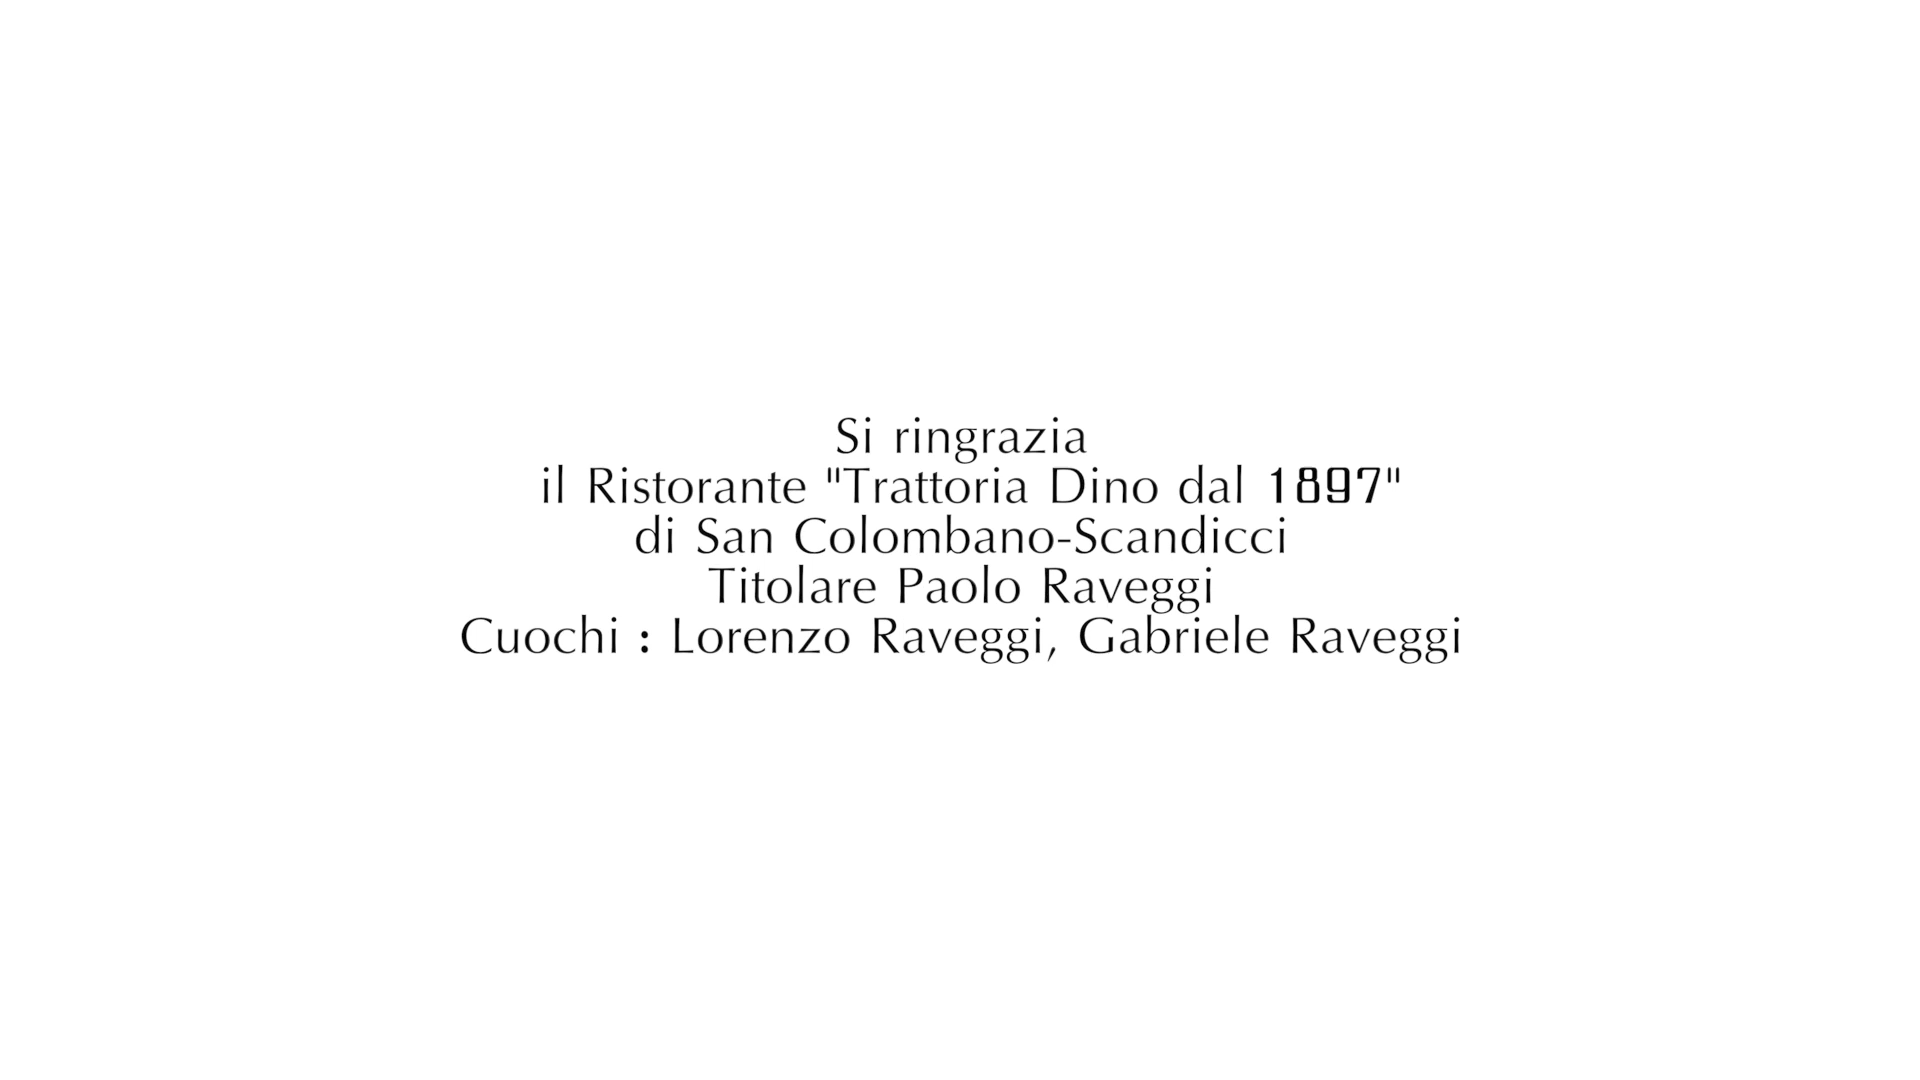 Si ringrazia
il Ristorante "Trattoria Dino dal 1897"
di San Colombano-Scandicci
Titolare Paolo Raveggi
Cuochi : Lorenzo Raveggi, Gabriele Raveggi